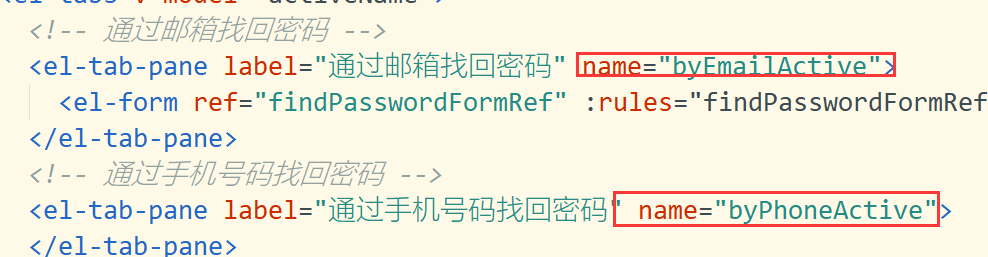 <el-tabs v-model="activeName">
<!-- 通过邮箱找回密码 -->
<el-tab-pane label="通过邮箱找回密码" name="byEmailActive">
<el-form ref="findPasswordFormRef" :rules="findPasswordFormRef
</el-tab-pane>
<!-- 通过手机号码找回密码 -->
<el-tab-pane label="通过手机号码找回密码" name="byPhoneActive">
</el-tab-pane>